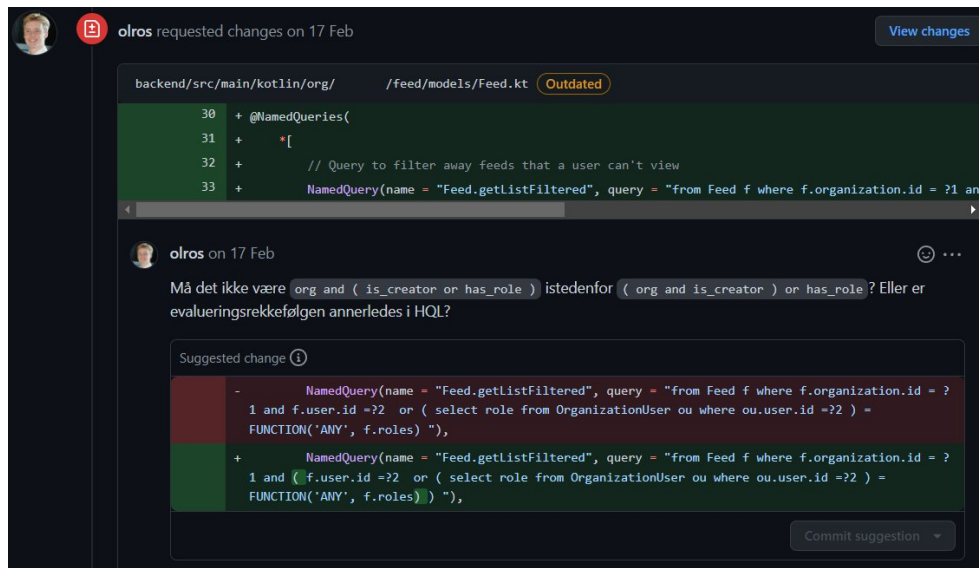 olros requested changes on 17 Feb
View changes
backend/src/main/kotlin/org/ /feed/models/Feed.kt Outdated
30 + @NamedQueries(
31 + *[
32 + // Query to filter away feeds that a user can't view
33 + NamedQuery(name = "Feed.getListFiltered", query = "from Feed f where f.organization.id = ?1 an
olros on 17 Feb
Må det ikke være org and ( is_creator or has_role ) istedenfor ( org and is_creator ) or has_role ? Eller er
evalueringsrekkefølgen annerledes i HQL?
Suggested change
- NamedQuery(name = "Feed.getListFiltered", query = "from Feed f where f.organization.id = ?
1 and f.user.id =?2 or ( select role from OrganizationUser ou where ou.user.id =?2 ) =
FUNCTION('ANY', f.roles) "),
+ NamedQuery(name = "Feed.getListFiltered", query = "from Feed f where f.organization.id = ?
1 and ( f.user.id =?2 or ( select role from OrganizationUser ou where ou.user.id =?2 ) =
FUNCTION('ANY', f.roles) ) "),
Commit suggestion